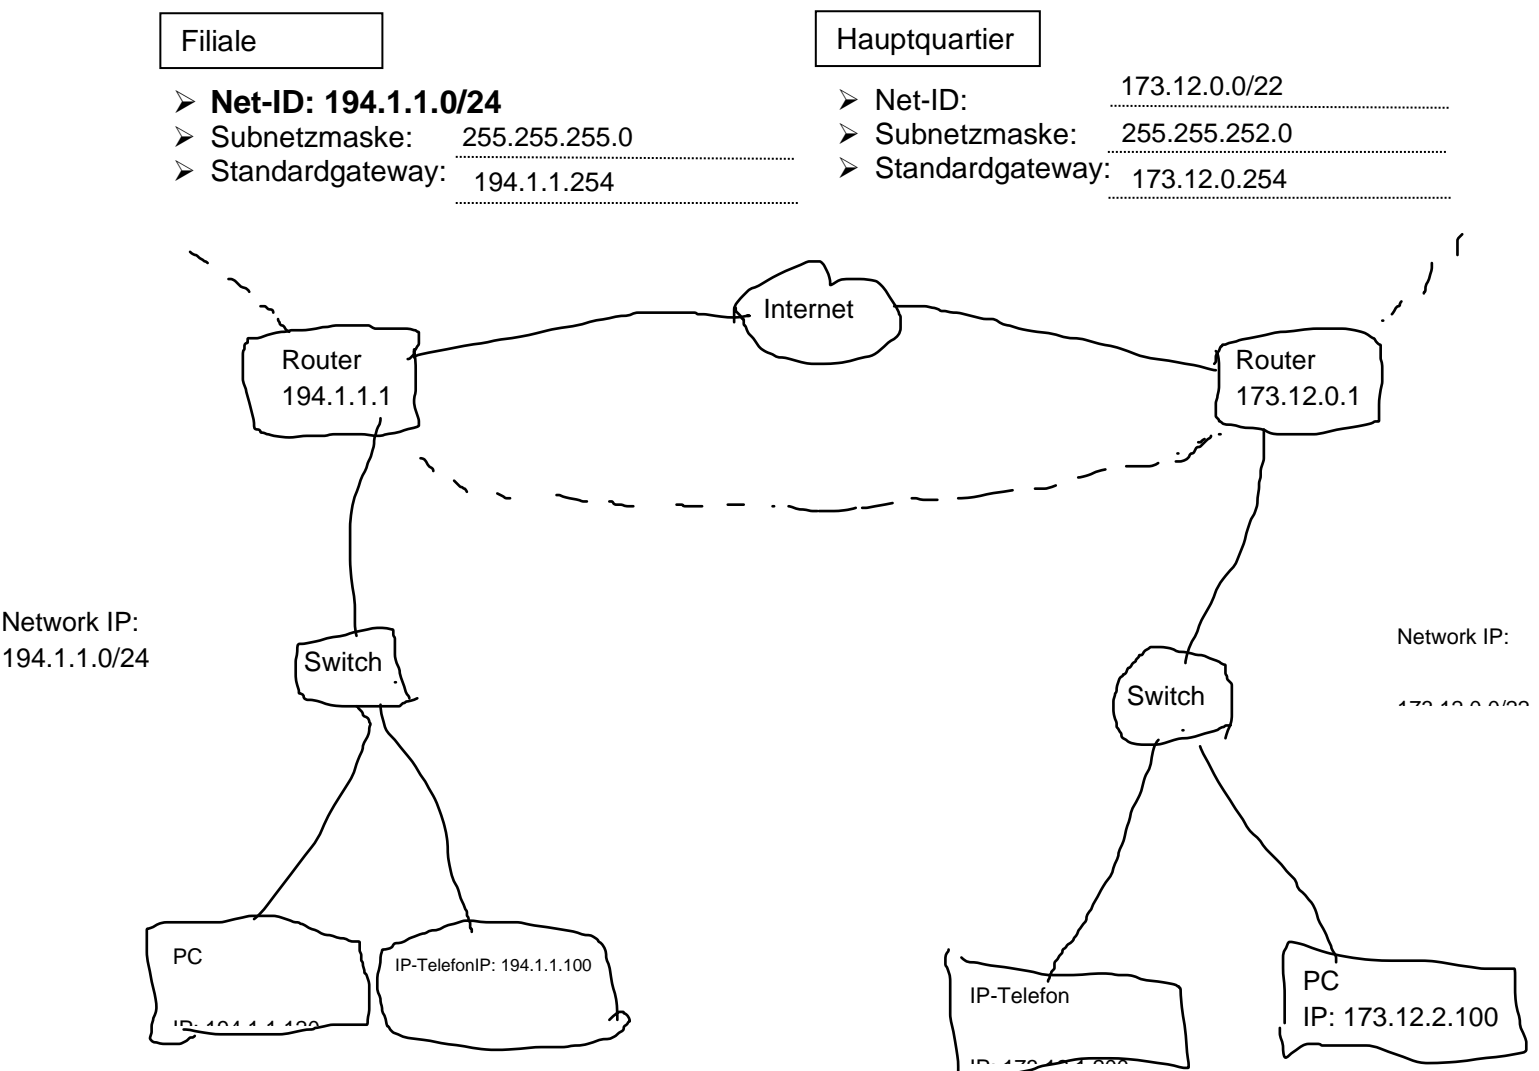 Filiale
➢ Net-ID: 194.1.1.0/24
➢ Subnetzmaske: 255.255.255.0
➢ Standardgateway: 194.1.1.254
Hauptquartier
➢ Net-ID: 173.12.0.0/22
➢ Subnetzmaske: 255.255.252.0
➢ Standardgateway: 173.12.0.254
Internet
Router
194.1.1.1
Router
173.12.0.1
Network IP:
194.1.1.0/24
Switch
Network IP:
Switch
PC
IP-TelefonIP: 194.1.1.100
IP-Telefon
PC
IP: 173.12.2.100